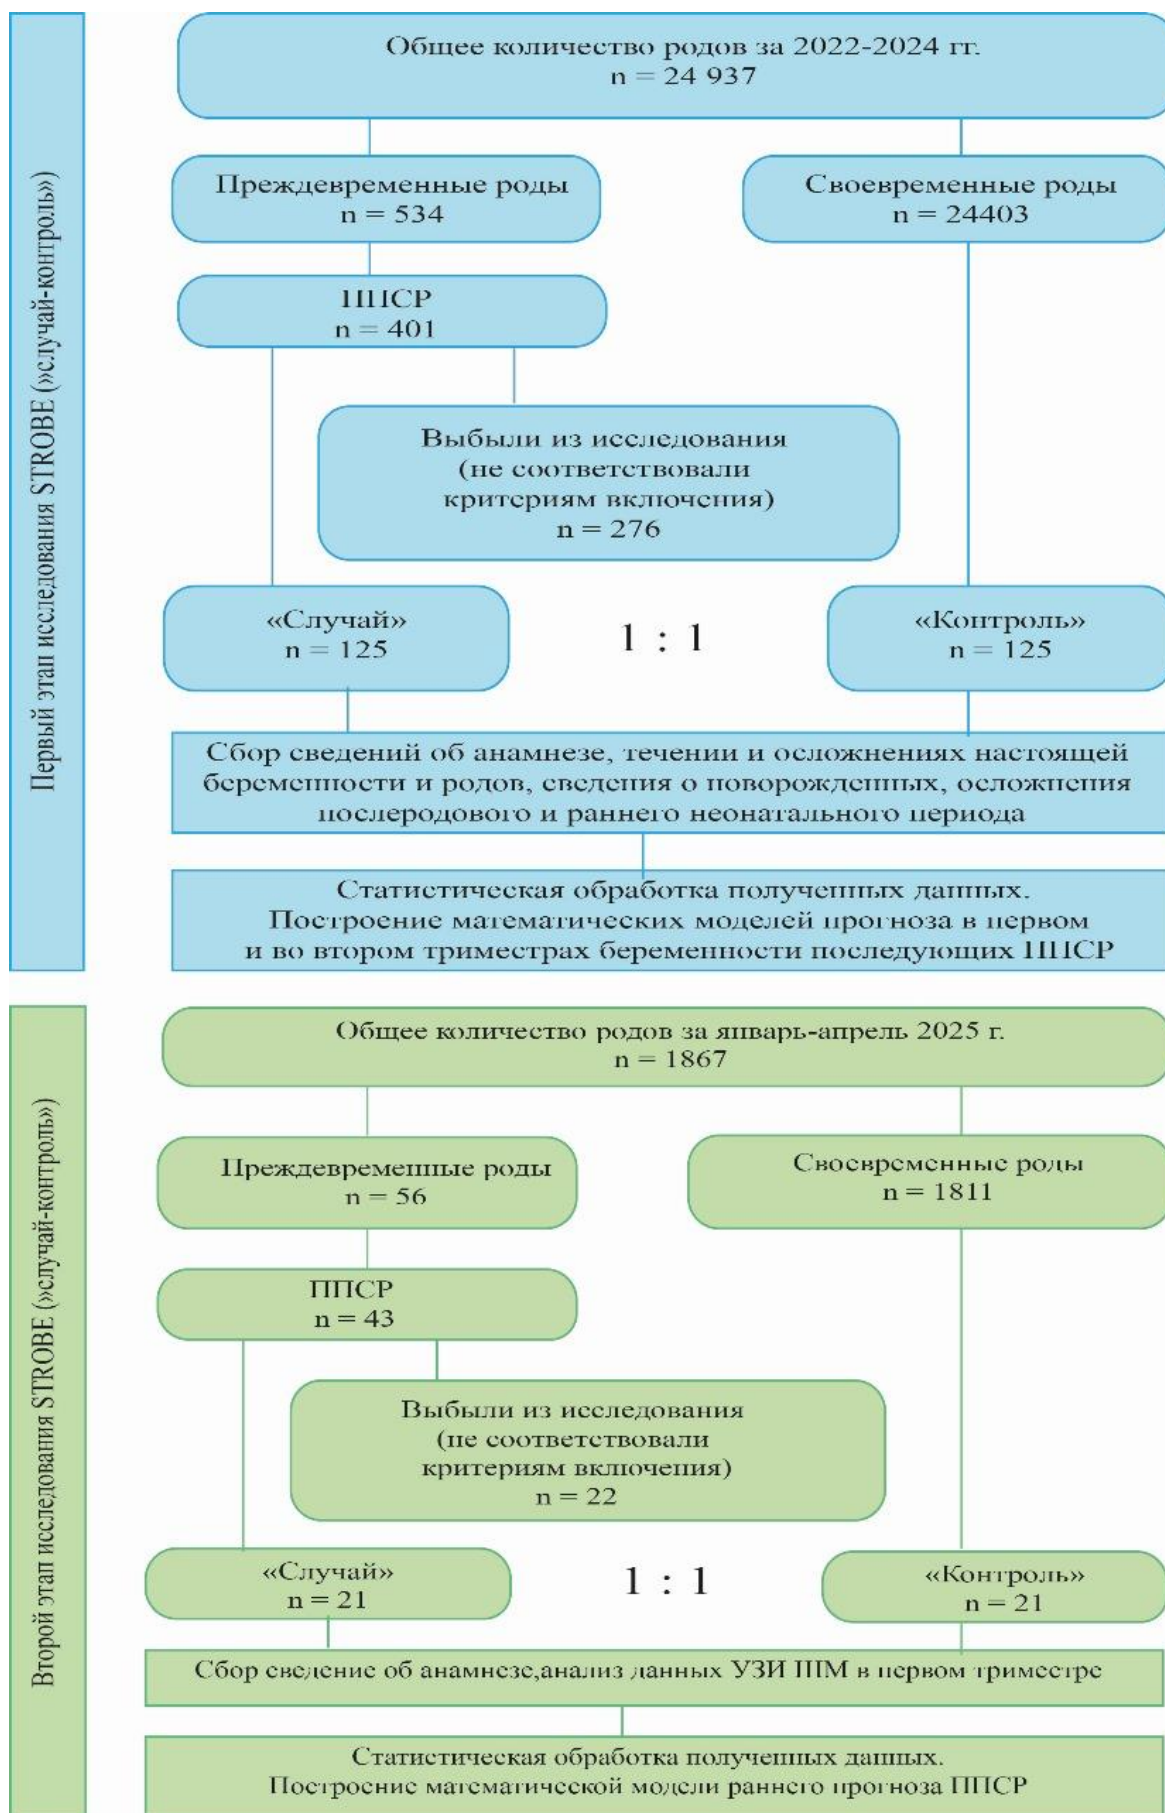 Первый этап исследования STROBE (»случай-контроль»)
Общее количество родов за 2022-2024 гг.
n = 24 937
Преждевременные роды
n = 534
Своевременные роды
n = 24403
ППСР
n = 401
Выбыли из исследования
(не соответствовали
критериям включения)
n = 276
«Случай»
n = 125
1 : 1
«Контроль»
n = 125
Сбор сведений об анамнезе, течении и осложнениях настоящей
беременности и родов, сведения о новорожденных, осложнения
послеродового и раннего неонатального периода
Статистическая обработка полученных данных.
Построение математических моделей прогноза в первом
и во втором триместрах беременности последующих ППСР
Второй этап исследования STROBE (»случай-контроль»)
Общее количество родов за январь-апрель 2025 г.
n = 1867
Преждевременные роды
n = 56
Своевременные роды
n = 1811
ППСР
n = 43
Выбыли из исследования
(не соответствовали
критериям включения)
n = 22
«Случай»
n = 21
1 : 1
«Контроль»
n = 21
Сбор сведение об анамнезе,анализ данных УЗИ ШМ в первом триместре
Статистическая обработка полученных данных.
Построение математической модели раннего прогноза ППСР